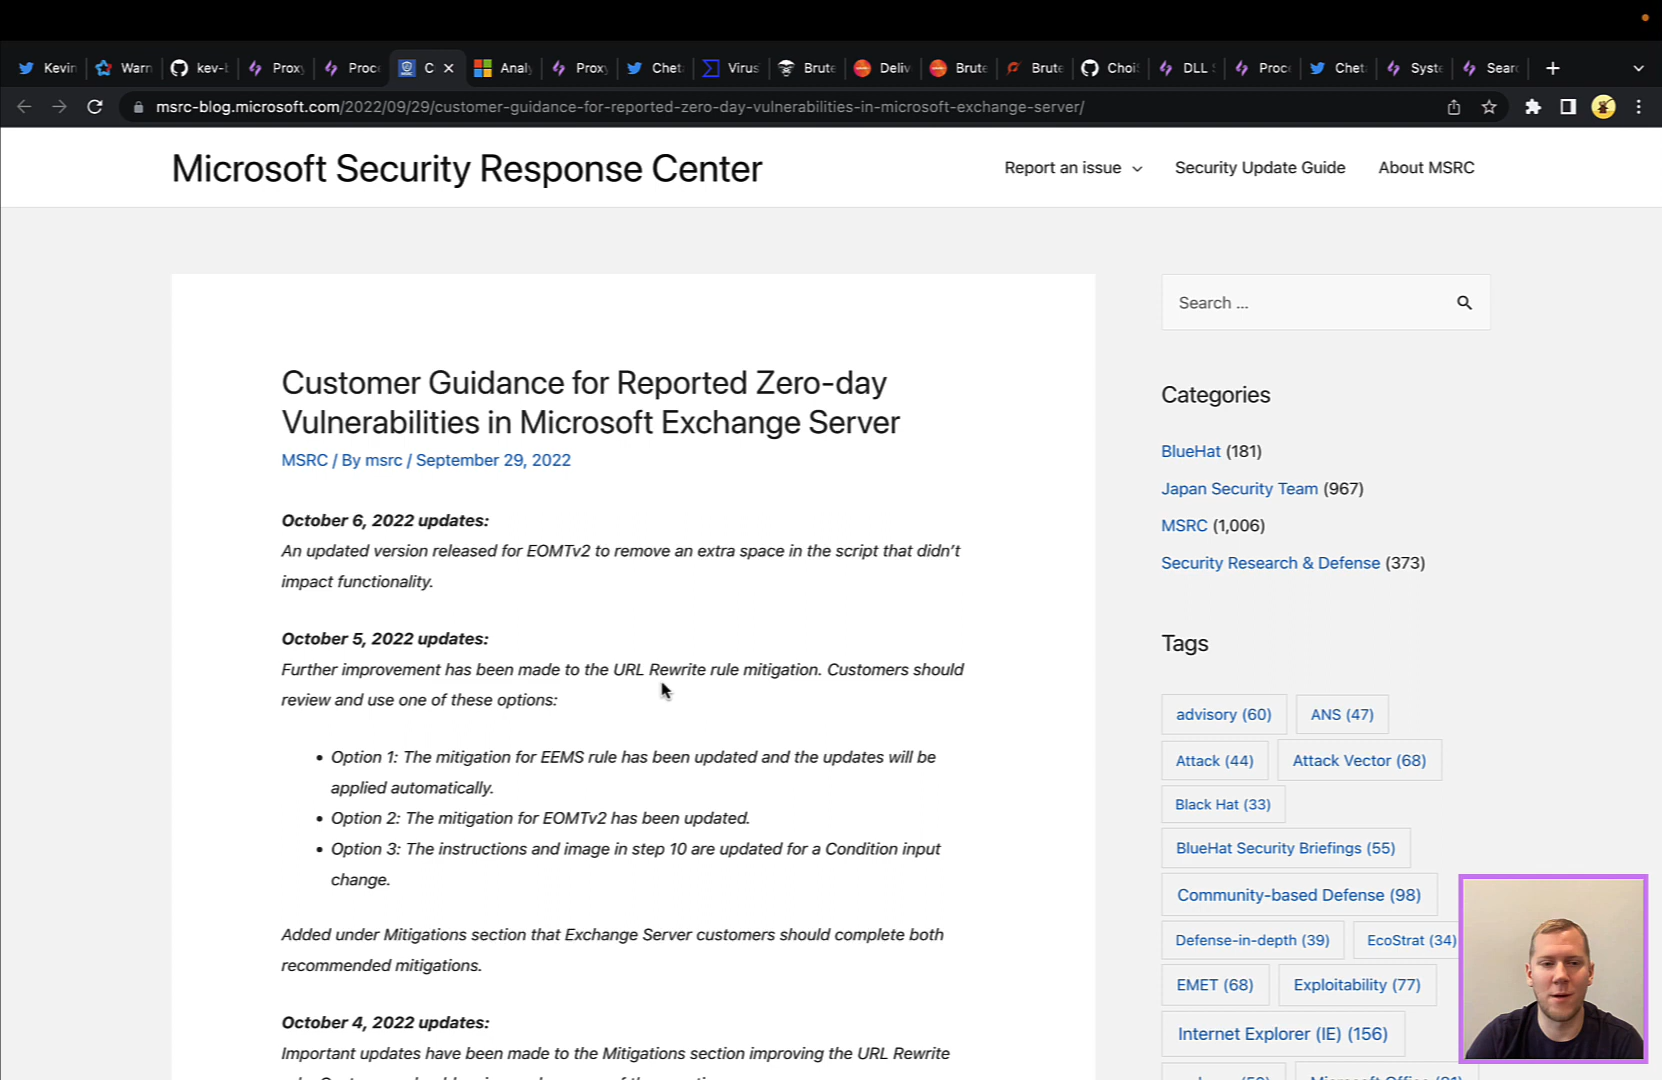 Kevin
Warn
kev-b
Proxy
Proc
C
Analy
Proxy
Cheta
Virus
Brute
Deliv
Brute
Brute
Choi
DLL S
Proce
Cheta
Syste
Searc
msrc-blog.microsoft.com/2022/09/29/customer-guidance-for-reported-zero-day-vulnerabilities-in-microsoft-exchange-server/
Microsoft Security Response Center
Report an issue
Security Update Guide
About MSRC
Customer Guidance for Reported Zero-day
Vulnerabilities in Microsoft Exchange Server
MSRC / By msrc / September 29, 2022
October 6, 2022 updates:
An updated version released for EOMTv2 to remove an extra space in the script that didn’t
impact functionality.
October 5, 2022 updates:
Further improvement has been made to the URL Rewrite rule mitigation. Customers should
review and use one of these options:
• Option 1: The mitigation for EEMS rule has been updated and the updates will be
applied automatically.
• Option 2: The mitigation for EOMTv2 has been updated.
• Option 3: The instructions and image in step 10 are updated for a Condition input
change.
Added under Mitigations section that Exchange Server customers should complete both
recommended mitigations.
October 4, 2022 updates:
Important updates have been made to the Mitigations section improving the URL Rewrite
Search ...
Categories
BlueHat (181)
Japan Security Team (967)
MSRC (1,006)
Security Research & Defense (373)
Tags
advisory (60)
ANS (47)
Attack (44)
Attack Vector (68)
Black Hat (33)
BlueHat Security Briefings (55)
Community-based Defense (98)
Defense-in-depth (39)
EcoStrat (34)
EMET (68)
Exploitability (77)
Internet Explorer (IE) (156)
Microsoft Office